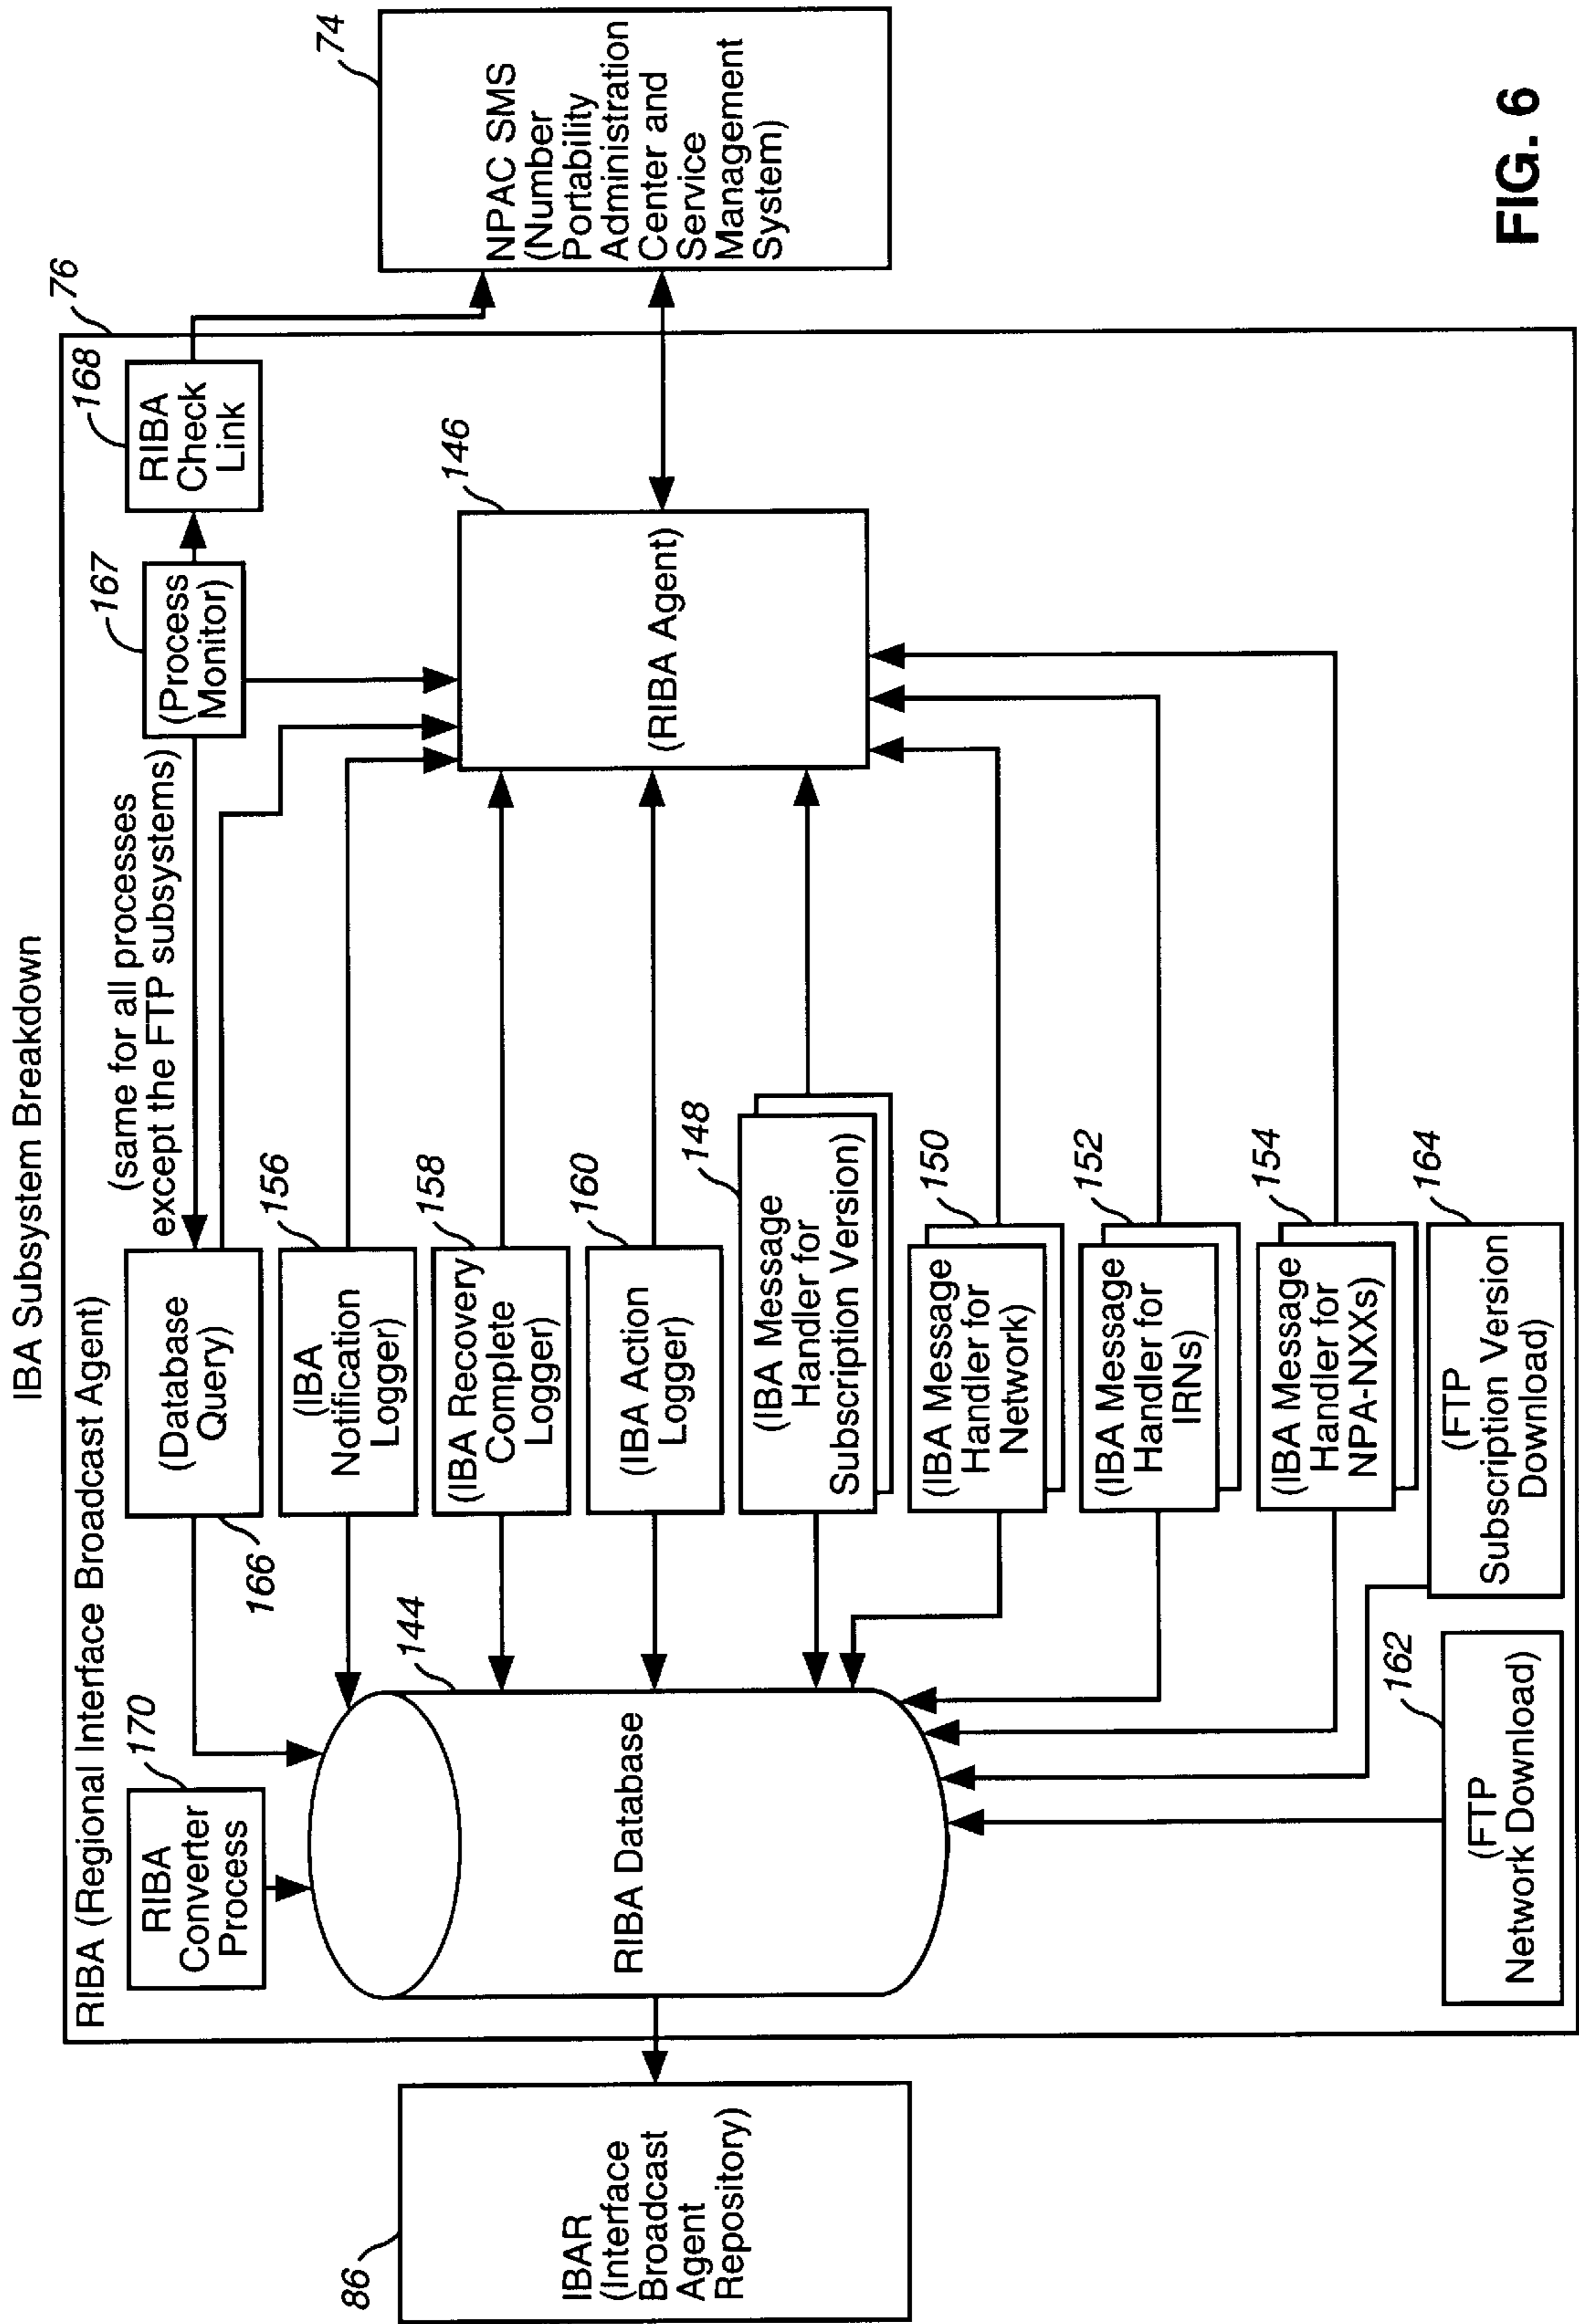 IBA Subsystem Breakdown
76
RIBA (Regional Interface Broadcast Agent)
170
RIBA
Converter
Process
166
(Database
Query)
(same for all processes
except the FTP subsystems)
167
(Process
Monitor)
168
RIBA
Check
Link
74
NPAC SMS
(Number
Portability
Administration
Center and
Service
Management
System)
156
(IBA
Notification
Logger)
158
(IBA Recovery
Complete
Logger)
160
(IBA Action
Logger)
148
(IBA Message
Handler for
Subscription Version)
150
(IBA Message
Handler for
Network)
152
(IBA Message
Handler for
IRNs)
154
(IBA Message
Handler for
NPA-NXXs)
164
(FTP
Subscription Version
Download)
162
(FTP
Network Download)
144
RIBA Database
146
(RIBA Agent)
86
IBAR
(Interface
Broadcast
Agent
Repository)
FIG. 6